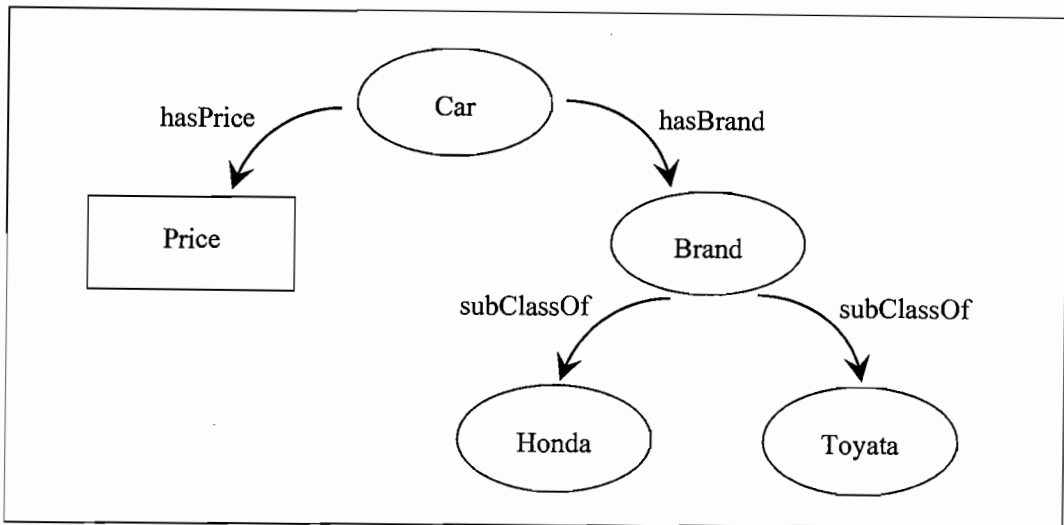 Car
hasPrice
hasBrand
Price
Brand
subClassOf
subClassOf
Honda
Toyata